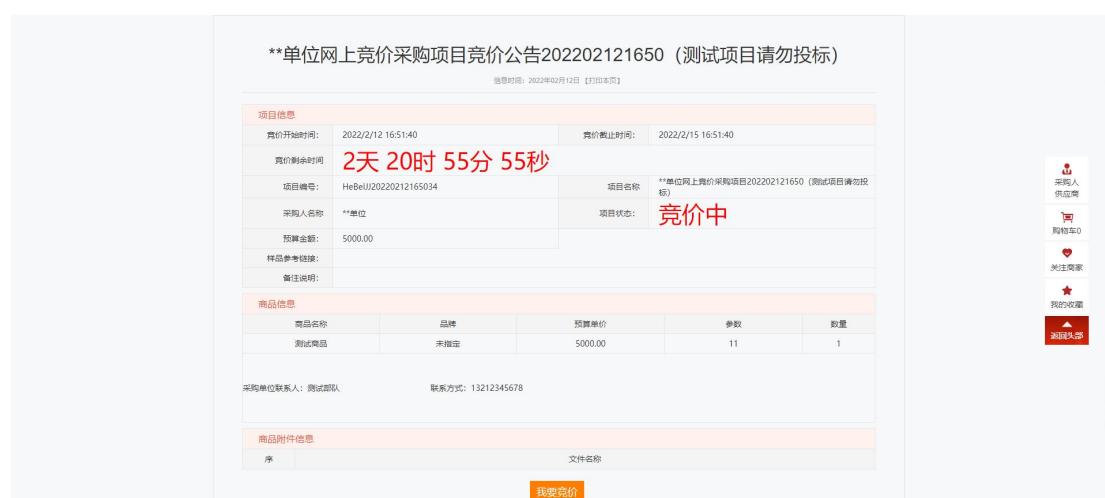 **单位网上竞价采购项目竞价公告202202121650（测试项目请勿投标）
信息时间：2022年02月12日 【打印本页】
项目信息
竞价开始时间： 2022/2/12 16:51:40 竞价截止时间： 2022/2/15 16:51:40
竞价剩余时间 2天 20时 55分 55秒
项目编号： HeBeiJJ20220212165034 项目名称 **单位网上竞价采购项目202202121650（测试项目请勿投
标）
采购人名称 **单位 项目状态： 竞价中
预算金额： 5000.00
样品参考链接：
备注说明：
商品信息
商品名称 品牌 预算单价 参数 数量
测试商品 未指定 5000.00 11 1
采购单位联系人：测试部队 联系方式：13212345678
商品附件信息
序 文件名称
我要竞价
采购人
供应商
购物车0
关注商家
我的收藏
返回头部